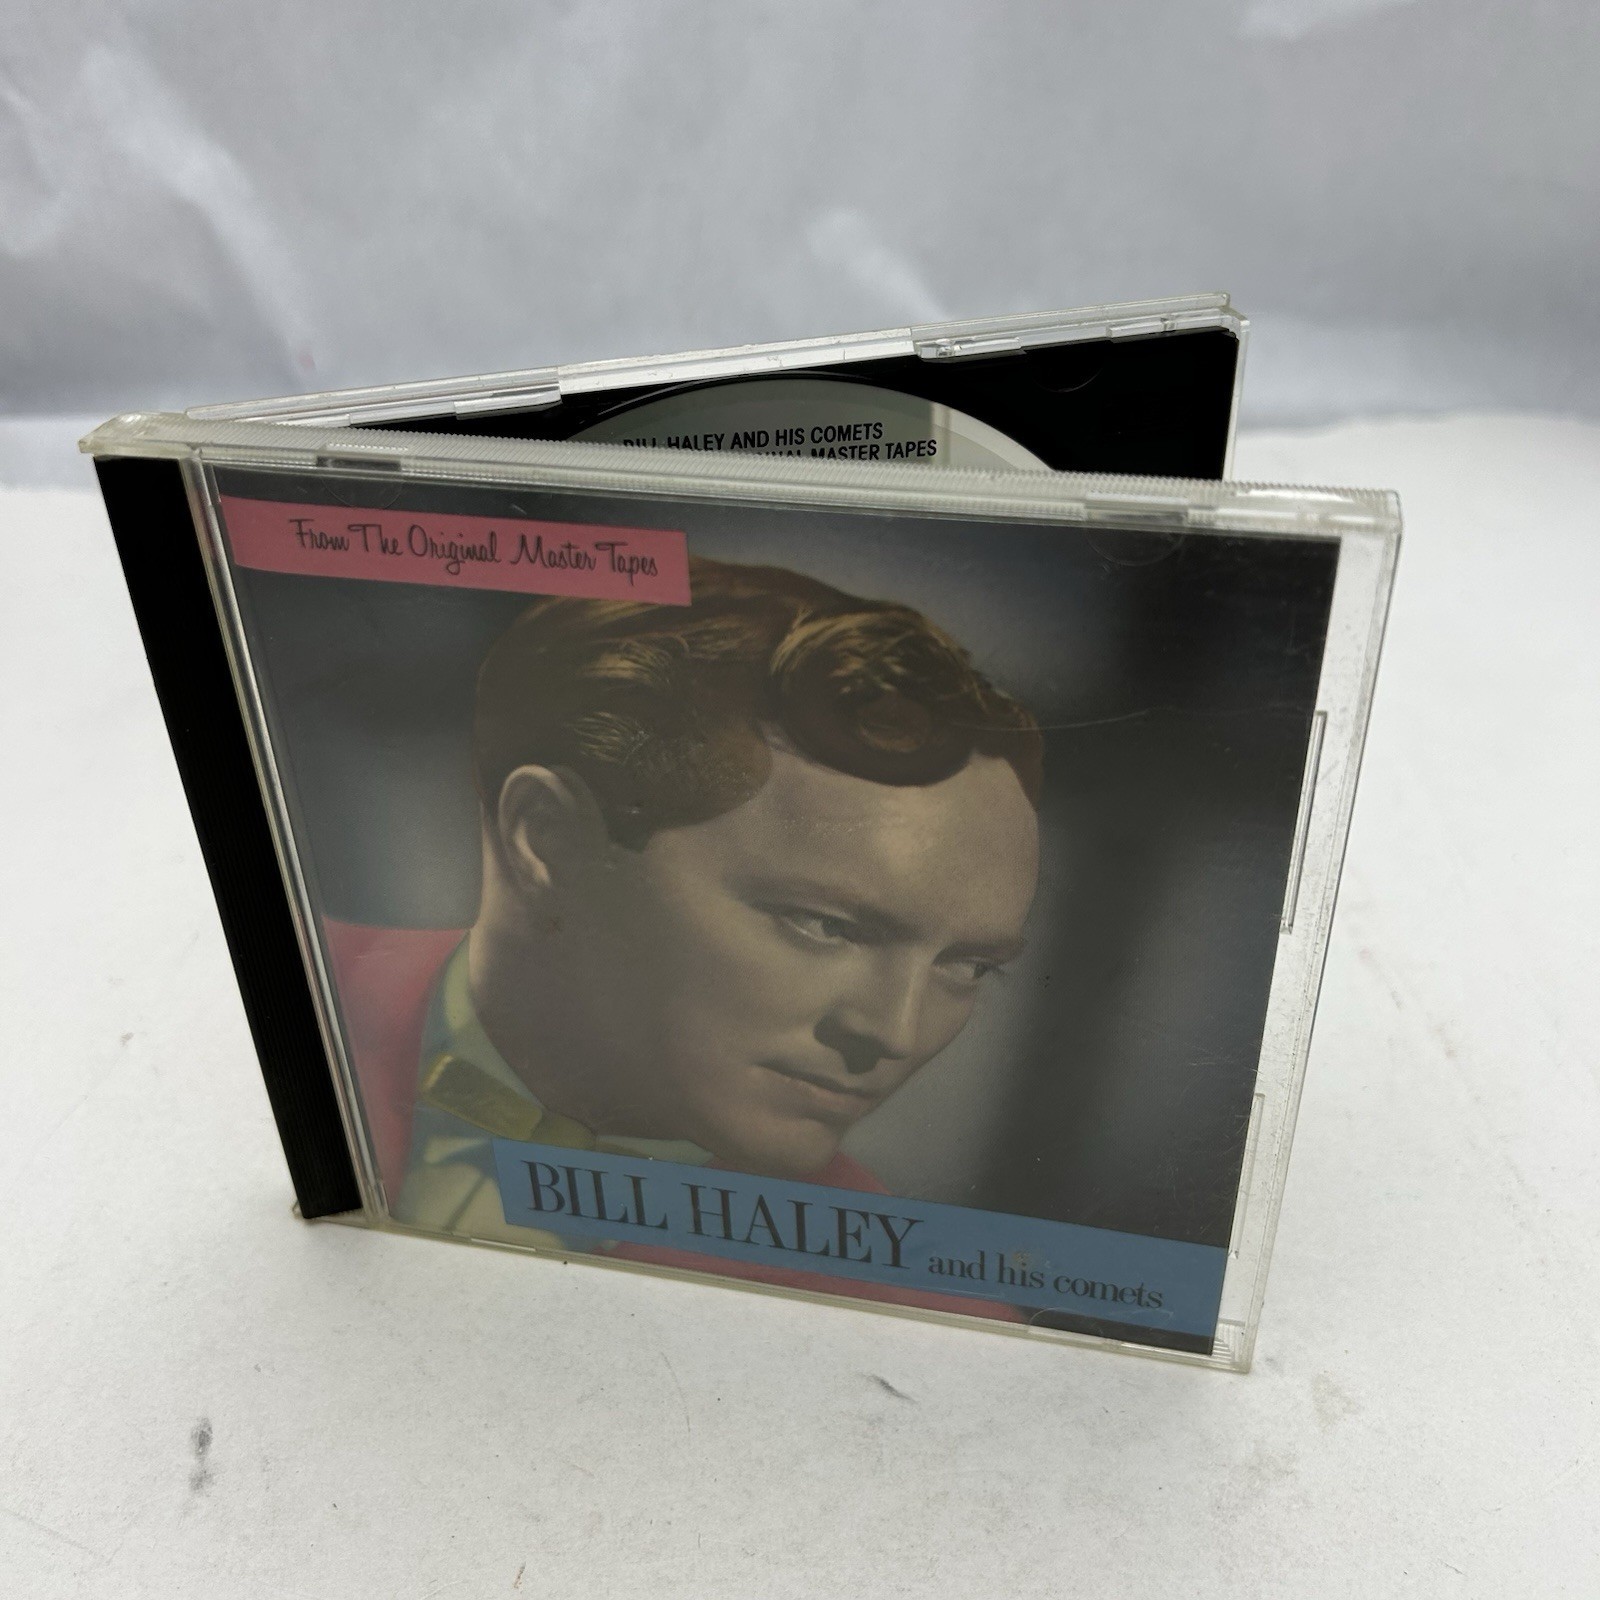 BILL HALEY AND HIS COMETS
MASTER TAPES
From The Original Master Tapes
BILL HALEY and his comets